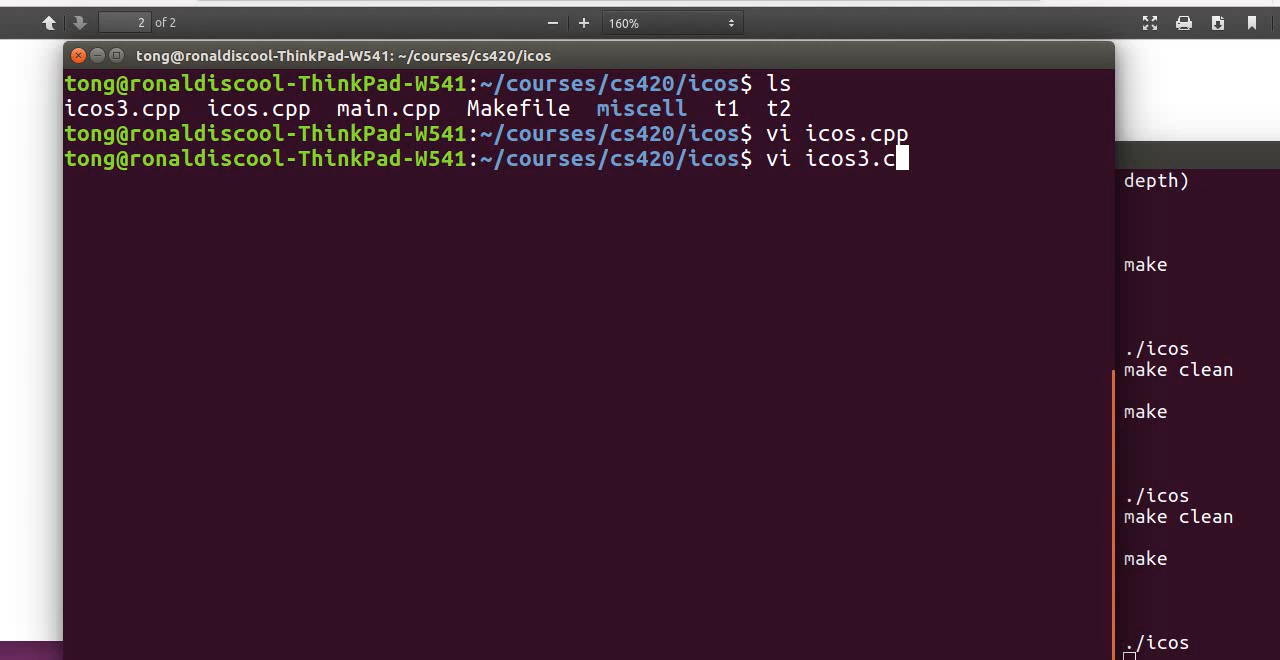 2 of 2 160%
tong@ronaldiscool-ThinkPad-W541: ~/courses/cs420/icos
tong@ronaldiscool-ThinkPad-W541:~/courses/cs420/icos$ ls
icos3.cpp icos.cpp main.cpp Makefile miscell t1 t2
tong@ronaldiscool-ThinkPad-W541:~/courses/cs420/icos$ vi icos.cpp
tong@ronaldiscool-ThinkPad-W541:~/courses/cs420/icos$ vi icos3.c
depth)
make
./icos
make clean
make
./icos
make clean
make
./icos